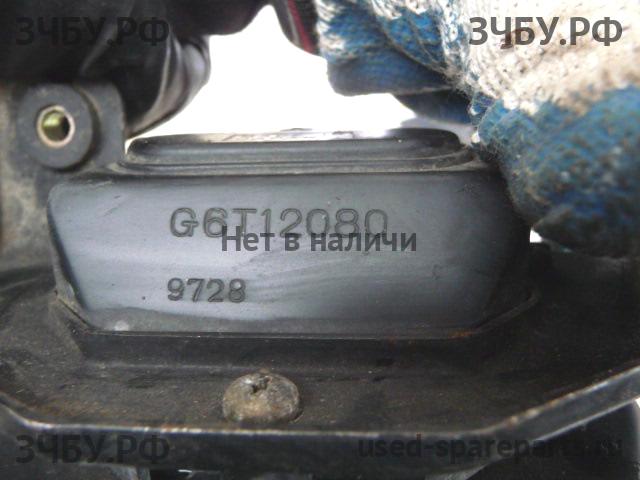 ЗЧБУ.РФ
ЗЧБУ.РФ
G6T12080
Нет в наличи
9728
ЗЧБУ.РФ
used-spareparts.ru